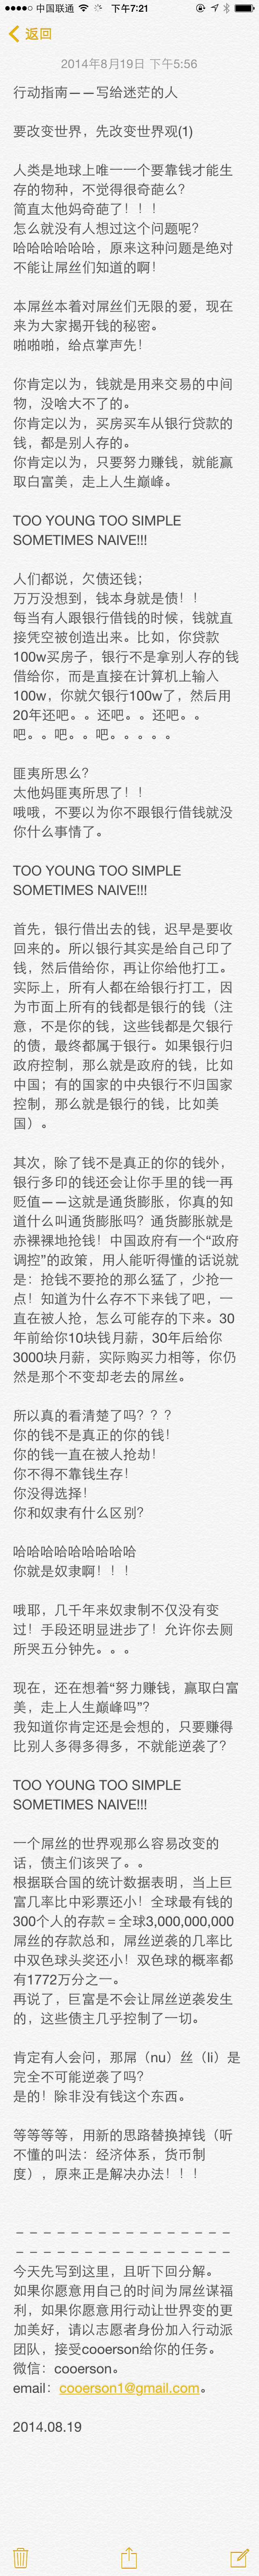 中国联通 下午7:21
返回
2014年8月19日 下午5:56
行动指南——写给迷茫的人
要改变世界，先改变世界观(1)
人类是地球上唯一一个要靠钱才能生
存的物种，不觉得很奇葩么？
简直太他妈奇葩了！！！
怎么就没有人想过这个问题呢？
哈哈哈哈哈哈，原来这种问题是绝对
不能让屌丝们知道的啊！
本屌丝本着对屌丝们无限的爱，现在
来为大家揭开钱的秘密。
啪啪啪，给点掌声先！
你肯定以为，钱就是用来交易的中间
物，没啥大不了的。
你肯定以为，买房买车从银行贷款的
钱，都是别人存的。
你肯定以为，只要努力赚钱，就能赢
取白富美，走上人生巅峰。
TOO YOUNG TOO SIMPLE
SOMETIMES NAIVE!!!
人们都说，欠债还钱；
万万没想到，钱本身就是债！！
每当有人跟银行借钱的时候，钱就直
接凭空被创造出来。比如，你贷款
100w买房子，银行不是拿别人存的钱
借给你，而是直接在计算机上输入
100w，你就欠银行100w了，然后用
20年还吧。。还吧。。还吧。。
吧。。吧。。吧。。。。。
匪夷所思么？
太他妈匪夷所思了！！
哦哦，不要以为你不跟银行借钱就没
你什么事情了。
TOO YOUNG TOO SIMPLE
SOMETIMES NAIVE!!!
首先，银行借出去的钱，迟早是要收
回来的。所以银行其实是给自己印了
钱，然后借给你，再让你给他打工。
实际上，所有人都在给银行打工，因
为市面上所有的钱都是银行的钱（注
意，不是你的钱，这些钱都是欠银行
的债，最终都属于银行。如果银行归
政府控制，那么就是政府的钱，比如
中国；有的国家的中央银行不归国家
控制，那么就是银行的钱，比如美
国）。
其次，除了钱不是真正的你的钱外，
银行多印的钱还会让你手里的钱一再
贬值——这就是通货膨胀，你真的知
道什么叫通货膨胀吗？通货膨胀就是
赤裸裸地抢钱！中国政府有一个“政府
调控”的政策，用人能听得懂的话说就
是：抢钱不要抢的那么猛了，少抢一
点！知道为什么存不下来钱了吧，一
直在被人抢，怎么可能存的下来。30
年前给你10块钱月薪，30年后给你
3000块月薪，实际购买力相等，你仍
然是那个不变却老去的屌丝。
所以真的看清楚了吗？？？
你的钱不是真正的你的钱！
你的钱一直在被人抢劫！
你不得不靠钱生存！
你没得选择！
你和奴隶有什么区别？
哈哈哈哈哈哈哈哈哈
你就是奴隶啊！！！
哦耶，几千年来奴隶制不仅没有变
过！手段还明显进步了！允许你去厕
所哭五分钟先。。。
现在，还在想着“努力赚钱，赢取白富
美，走上人生巅峰吗”？
我知道你肯定还是会想的，只要赚得
比别人多得多得多，不就能逆袭了？
TOO YOUNG TOO SIMPLE
SOMETIMES NAIVE!!!
一个屌丝的世界观那么容易改变的
话，债主们该哭了。。
根据联合国的统计数据表明，当上巨
富几率比中彩票还小！全球最有钱的
300个人的存款＝全球3,000,000,000
屌丝的存款总和，屌丝逆袭的几率比
中双色球头奖还小！双色球的概率都
有1772万分之一。
再说了，巨富是不会让屌丝逆袭发生
的，这些债主几乎控制了一切。
肯定有人会问，那屌（nu）丝（li）是
完全不可能逆袭了吗？
是的！除非没有钱这个东西。
等等等等，用新的思路替换掉钱（听
不懂的叫法：经济体系，货币制
度），原来正是解决办法！！！
－－－－－－－－－－－－－－－－
－－－－－－－－－－－－－－－－
今天先写到这里，且听下回分解。
如果你愿意用自己的时间为屌丝谋福
利，如果你愿意用行动让世界变的更
加美好，请以志愿者身份加入行动派
团队，接受cooerson给你的任务。
微信：cooerson。
email：cooerson1@gmail.com。
2014.08.19